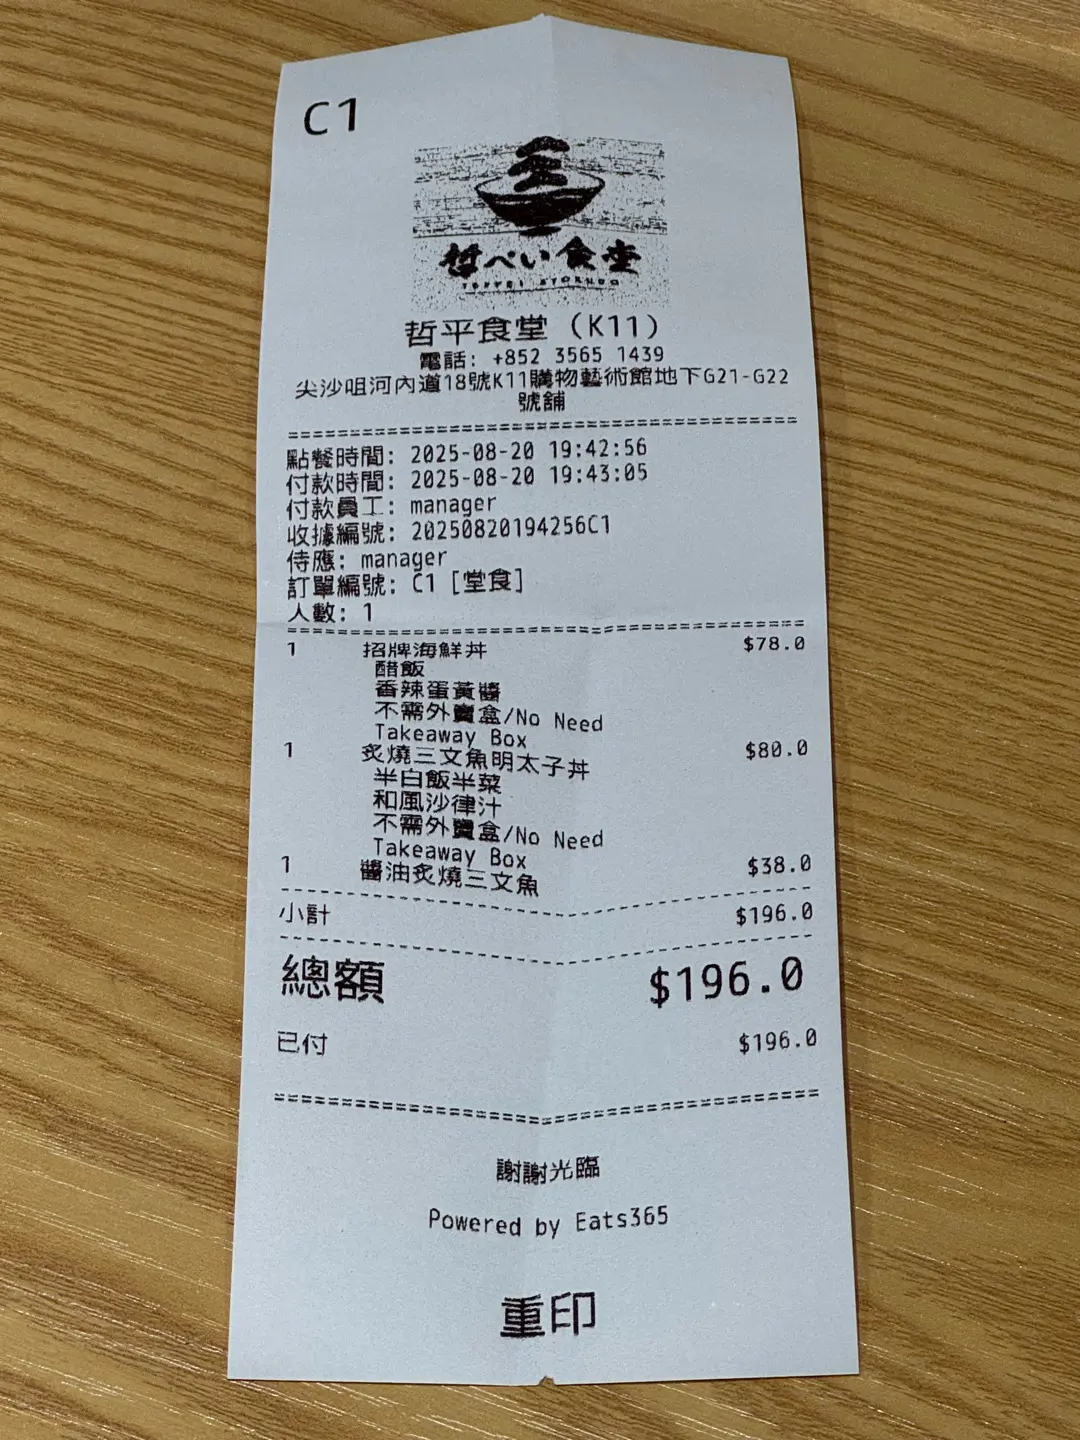 C1
哲ぺい食堂
TEPPEI SYOKUDO
哲平食堂 (K11)
電話: +852 3565 1439
尖沙咀河內道18號K11購物藝術館地下G21-G22
號舖
點餐時間: 2025-08-20 19:42:56
付款時間: 2025-08-20 19:43:05
付款員工: manager
收據編號: 20250820194256C1
侍應: manager
訂單編號: C1 [堂食]
人數: 1
1 招牌海鮮丼 $78.0
醋飯
香辣蛋黃醬
不需外賣盒/No Need
Takeaway Box
1 炙燒三文魚明太子丼 $80.0
半白飯半菜
和風沙律汁
不需外賣盒/No Need
Takeaway Box
1 醬油炙燒三文魚 $38.0
小計 $196.0
總額 $196.0
已付 $196.0
謝謝光臨
Powered by Eats365
重印